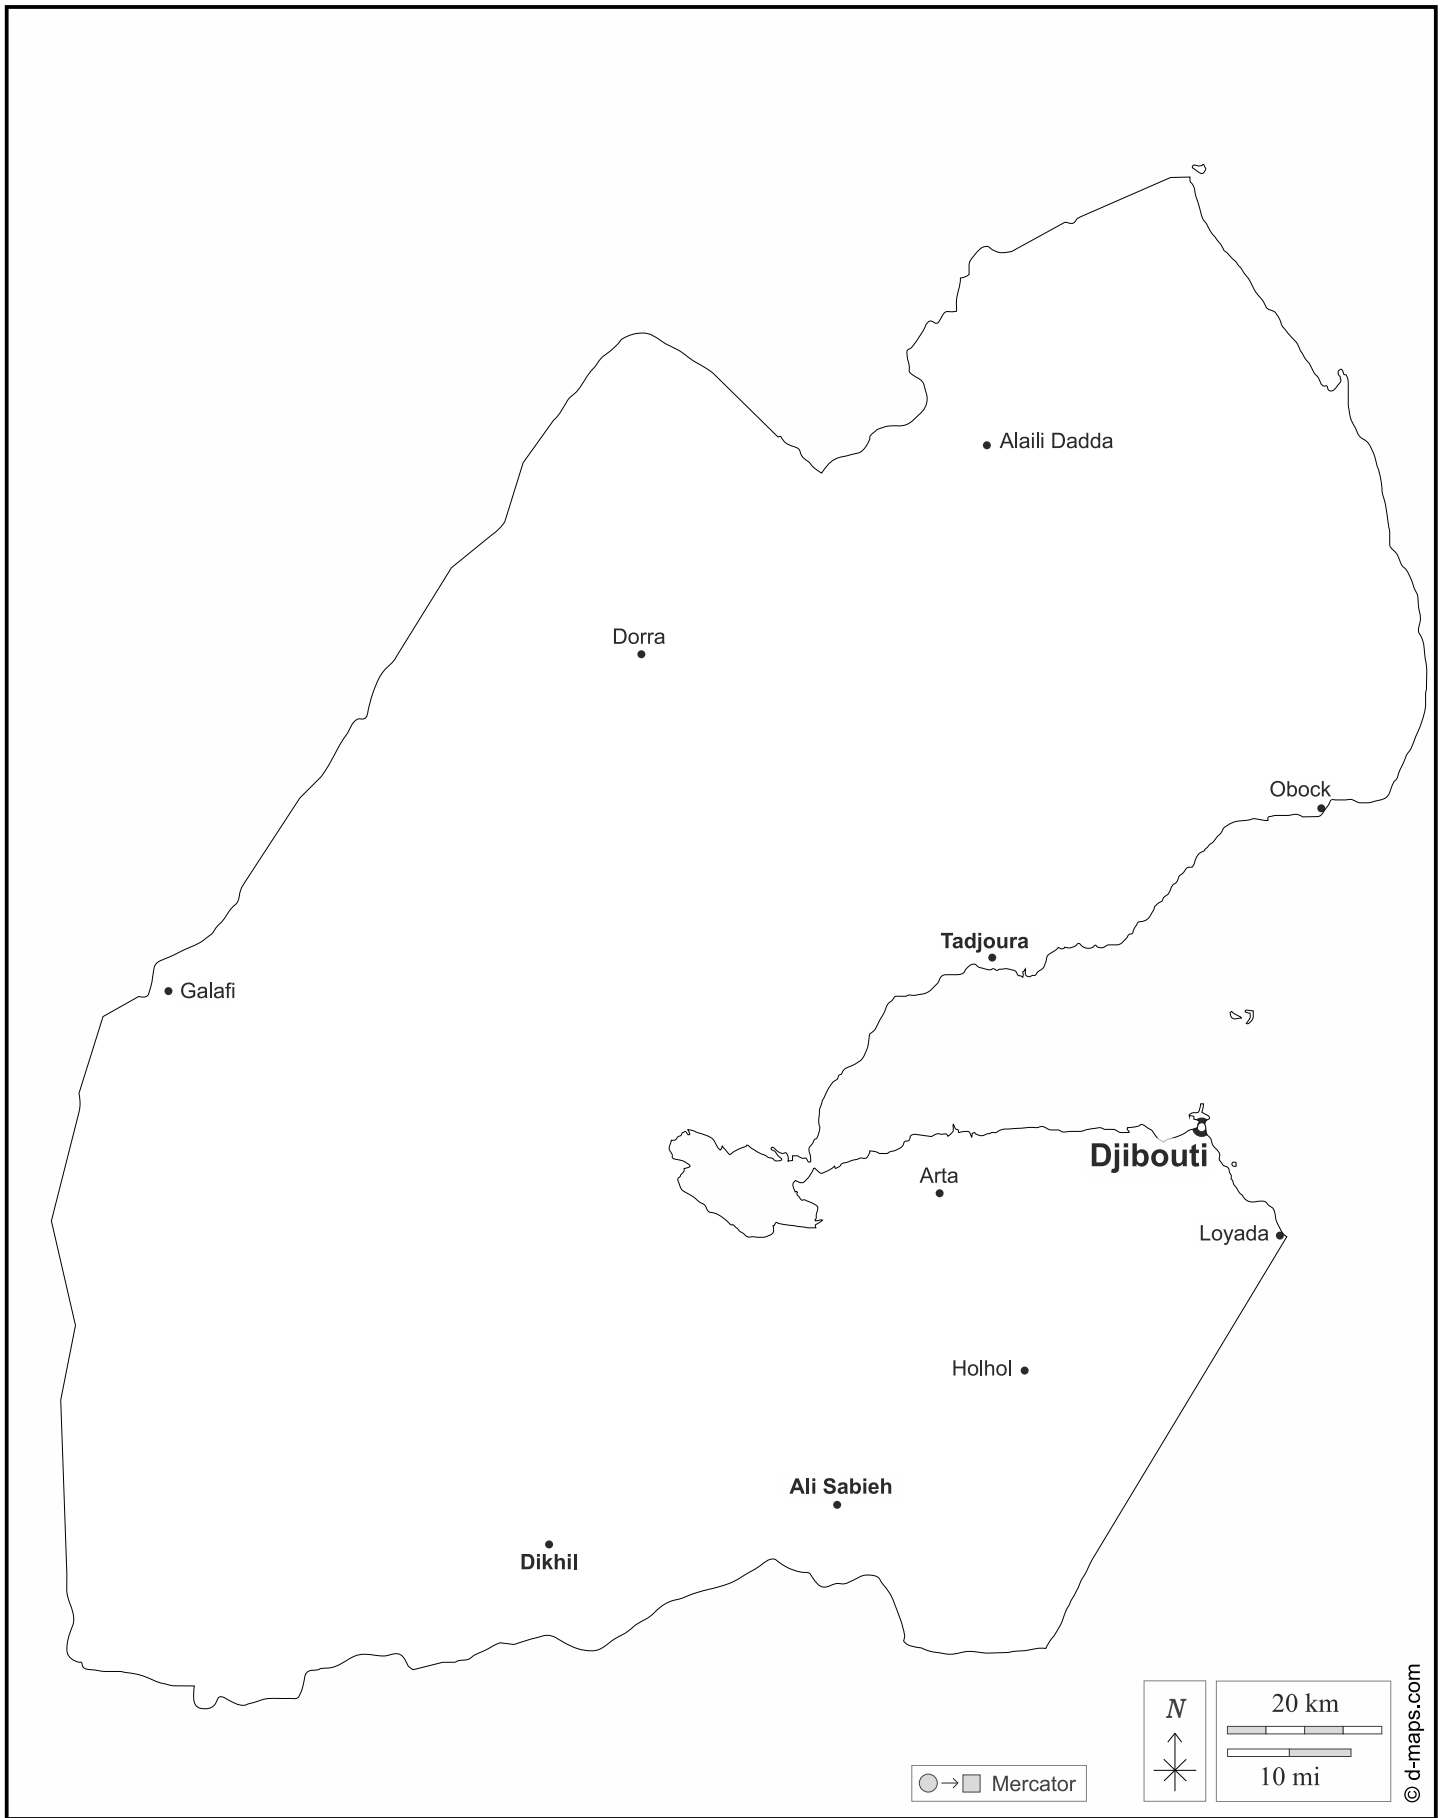 Alaili Dadda
Dorra
Obock
Tadjoura
Galafi
Djibouti
Arta
Loyada
Holhol
Ali Sabieh
Dikhil
N
20 km
10 mi
Mercator
© d-maps.com